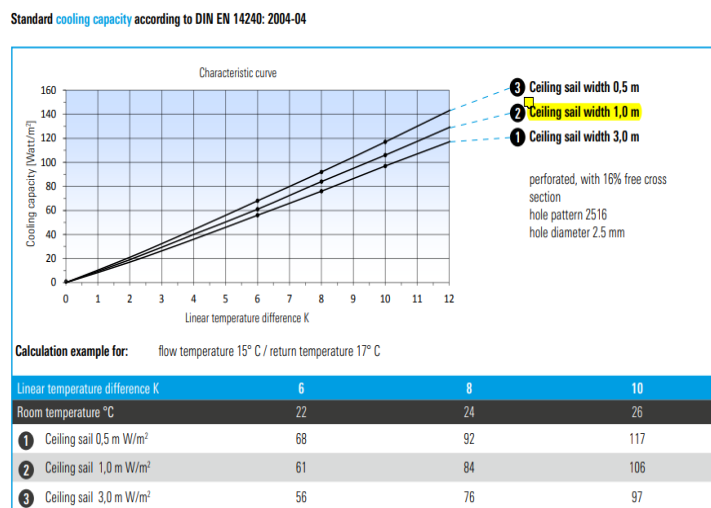 Standard cooling capacity according to DIN EN 14240: 2004-04
Characteristic curve
160
140
120
100
80
60
40
20
0
Cooling capacity [Watt/m²]
0 1 2 3 4 5 6 7 8 9 10 11 12
Linear temperature difference K
3 Ceiling sail width 0,5 m
2 Ceiling sail width 1,0 m
1 Ceiling sail width 3,0 m
perforated, with 16% free cross
section
hole pattern 2516
hole diameter 2.5 mm
Calculation example for: flow temperature 15° C / return temperature 17° C
Linear temperature difference K 6 8 10
Room temperature °C 22 24 26
1 Ceiling sail 0,5 m W/m² 68 92 117
2 Ceiling sail 1,0 m W/m² 61 84 106
3 Ceiling sail 3,0 m W/m² 56 76 97